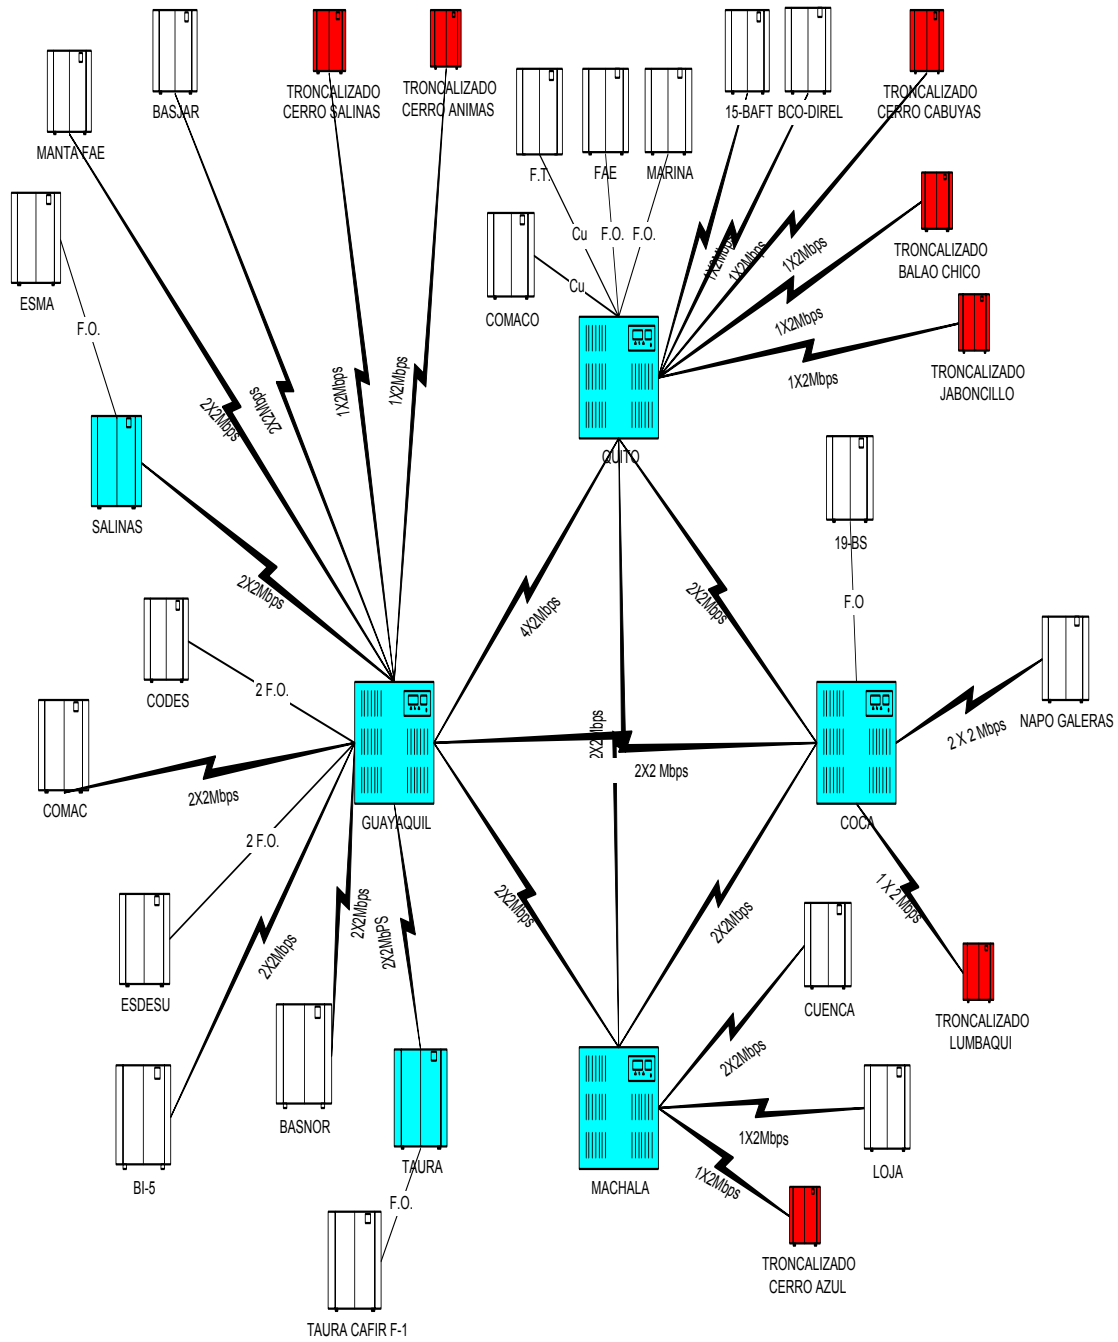 BASJAR
TRONCALIZADO
CERRO SALINAS
TRONCALIZADO
CERRO ANIMAS
15-BAFT
BCO-DIREL
TRONCALIZADO
CERRO CABUYAS
MANTA FAE
F.T.
FAE
MARINA
Cu
F.O.
F.O.
1X2Mbps
1X2Mbps
1X2Mbps
TRONCALIZADO
BALAO CHICO
COMACO
Cu
ESMA
F.O.
1X2Mbps
1X2Mbps
TRONCALIZADO
JABONCILLO
2X2Mbps
2X2Mbps
1X2Mbps
1X2Mbps
QUITO
SALINAS
2X2Mbps
19-BS
F.O
4X2Mbps
2X2Mbps
CODES
2 F.O.
NAPO GALERAS
2 X 2 Mbps
2X2Mbps
2X2 Mbps
COMAC
2X2Mbps
GUAYAQUIL
COCA
2 F.O.
1 X 2 Mbps
2X2Mbps
2X2Mbps
2X2MbPS
2X2Mbps
2X2Mbps
ESDESU
CUENCA
TRONCALIZADO
LUMBAQUI
2X2Mbps
BASNOR
TAURA
1X2Mbps
LOJA
BI-5
MACHALA
1X2Mbps
F.O.
TRONCALIZADO
CERRO AZUL
TAURA CAFIR F-1